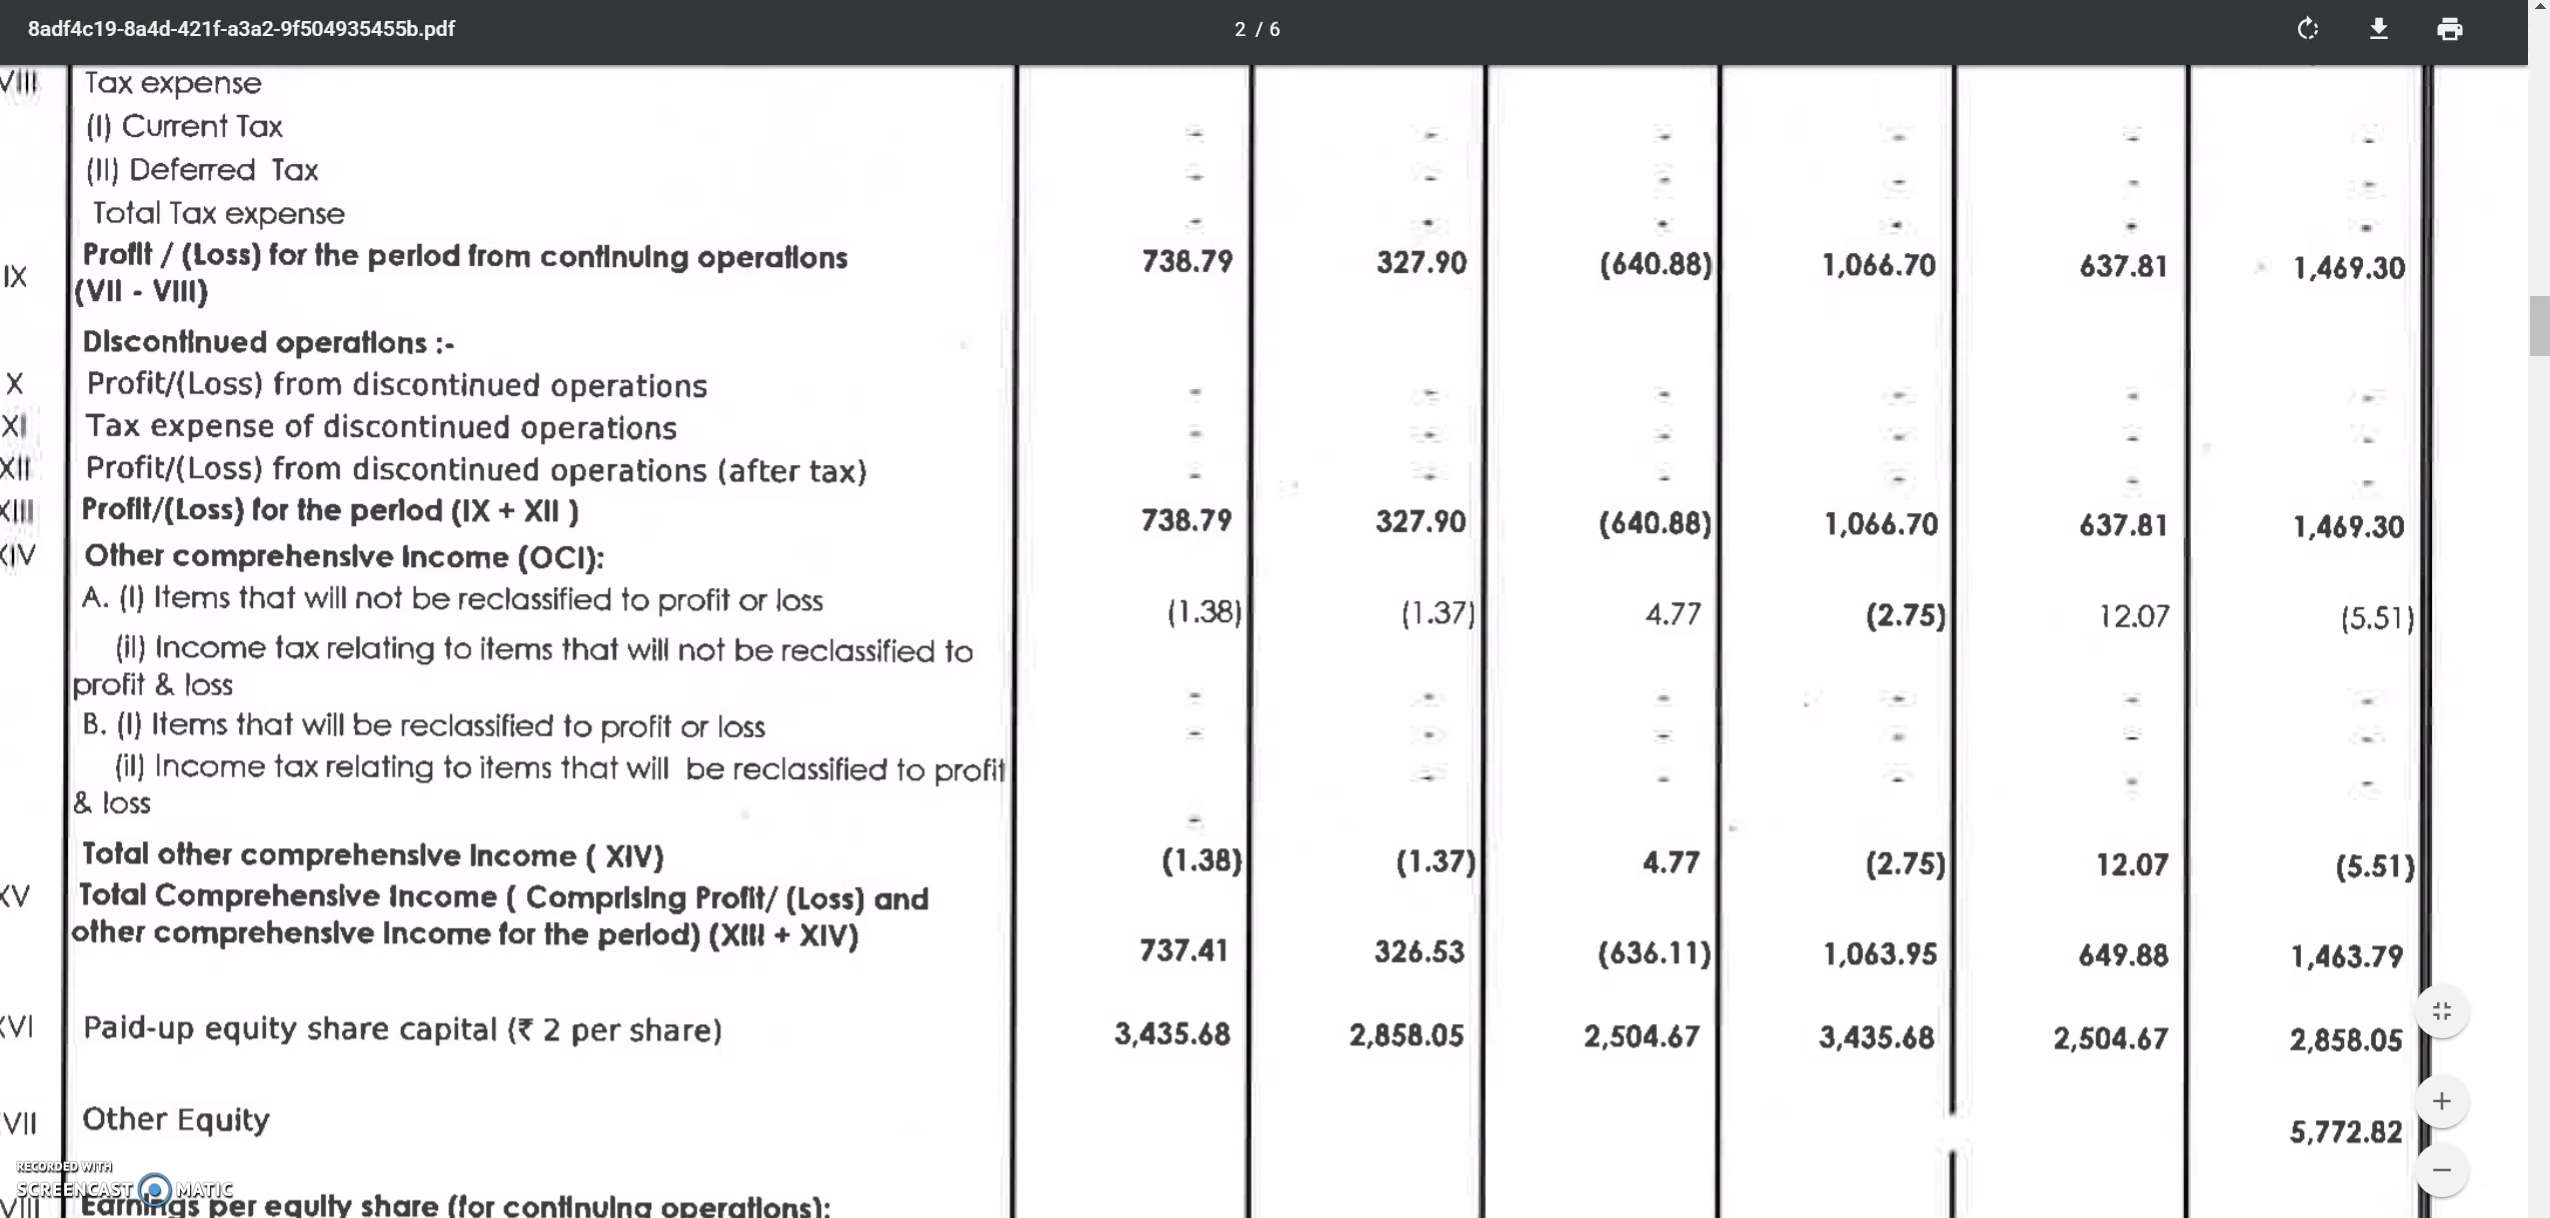 8adf4c19-8a4d-421f-a3a2-9f504935455b.pdf 2 / 6
VIII Tax expense
(I) Current Tax - - - - - -
(II) Deferred Tax - - - - - -
Total Tax expense - - - - - -
Profit / (Loss) for the period from continuing operations 738.79 327.90 (640.88) 1,066.70 637.81 1,469.30
IX (VII - VIII)
Discontinued operations :-
X Profit/(Loss) from discontinued operations - - - - - -
XI Tax expense of discontinued operations - - - - - -
XII Profit/(Loss) from discontinued operations (after tax) - - - - - -
XIII Profit/(Loss) for the period (IX + XII ) 738.79 327.90 (640.88) 1,066.70 637.81 1,469.30
XIV Other comprehensive Income (OCI):
A. (I) Items that will not be reclassified to profit or loss (1.38) (1.37) 4.77 (2.75) 12.07 (5.51)
(ii) Income tax relating to items that will not be reclassified to
profit & loss - - - - - -
B. (I) Items that will be reclassified to profit or loss - - - - - -
(ii) Income tax relating to items that will be reclassified to profit - - - - -
& loss -
Total other comprehensive Income ( XIV) (1.38) (1.37) 4.77 (2.75) 12.07 (5.51)
XV Total Comprehensive Income ( Comprising Profit/ (Loss) and
other comprehensive Income for the period) (XIII + XIV) 737.41 326.53 (636.11) 1,063.95 649.88 1,463.79
XVI Paid-up equity share capital (₹ 2 per share) 3,435.68 2,858.05 2,504.67 3,435.68 2,504.67 2,858.05
VII Other Equity 5,772.82
RECORDED WITH
SCREENCAST MATIC
VIII Earnings per equity share (for continuing operations):